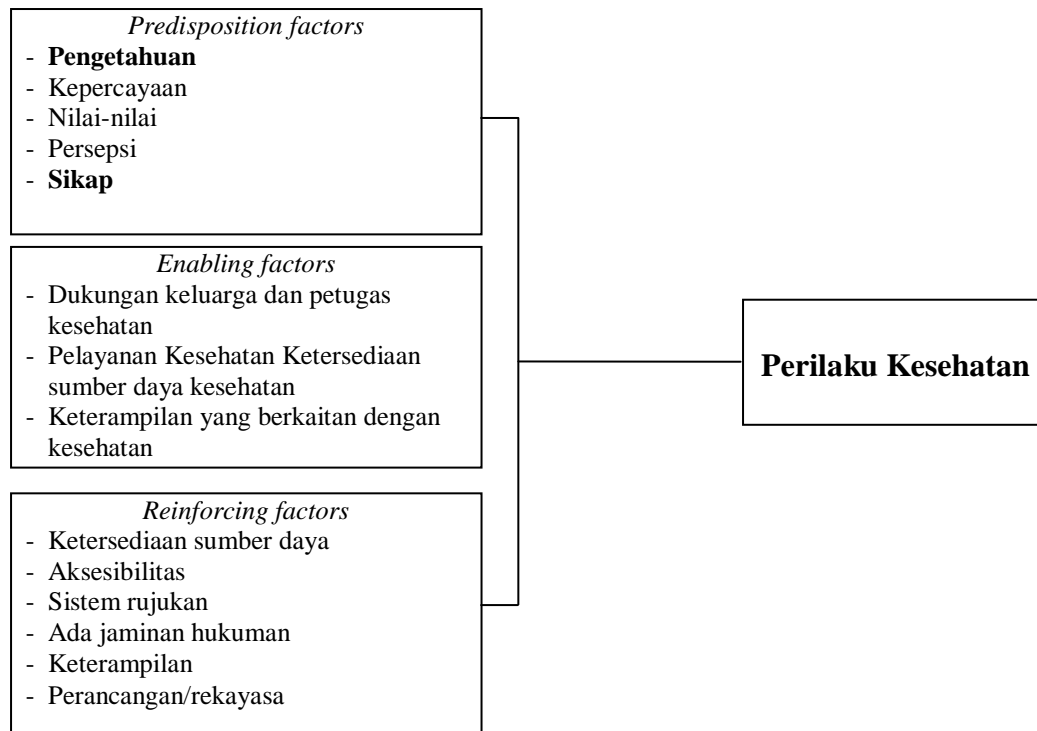 Predisposition factors
- Pengetahuan
- Kepercayaan
- Nilai-nilai
- Persepsi
- Sikap
Enabling factors
- Dukungan keluarga dan petugas
kesehatan
- Pelayanan Kesehatan Ketersediaan
sumber daya kesehatan
- Keterampilan yang berkaitan dengan
kesehatan
Reinforcing factors
- Ketersediaan sumber daya
- Aksesibilitas
- Sistem rujukan
- Ada jaminan hukuman
- Keterampilan
- Perancangan/rekayasa
Perilaku Kesehatan